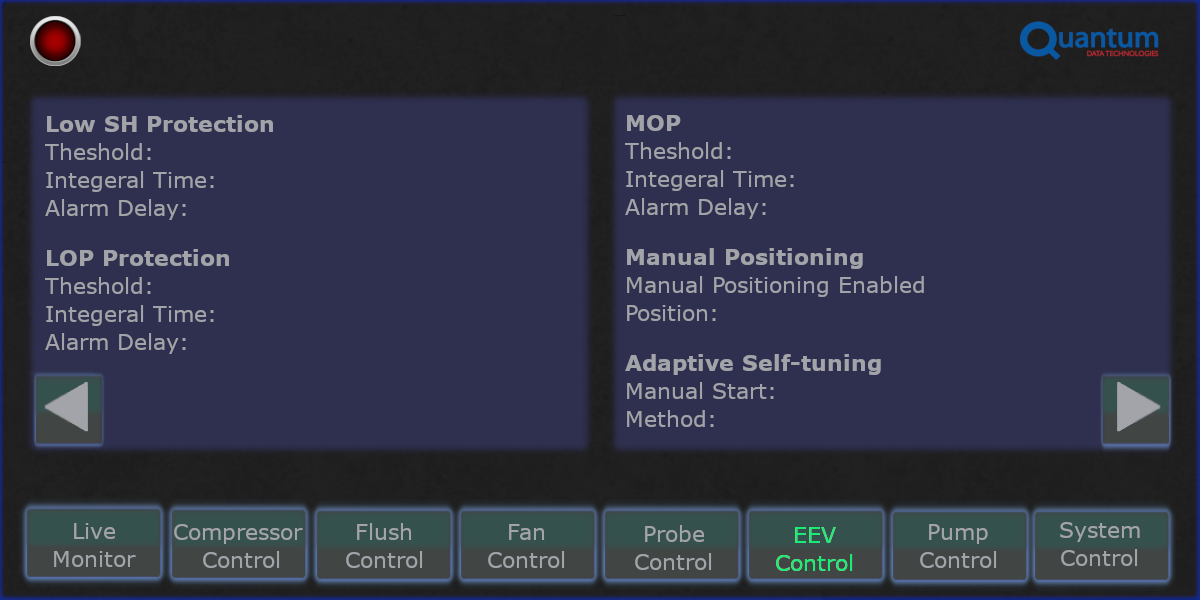 Quantum
DATA TECHNOLOGIES
Low SH Protection
Theshold:
Integeral Time:
Alarm Delay:
LOP Protection
Theshold:
Integeral Time:
Alarm Delay:
MOP
Theshold:
Integeral Time:
Alarm Delay:
Manual Positioning
Manual Positioning Enabled
Position:
Adaptive Self-tuning
Manual Start:
Method:
Live
Monitor
Compressor
Control
Flush
Control
Fan
Control
Probe
Control
EEV
Control
Pump
Control
System
Control